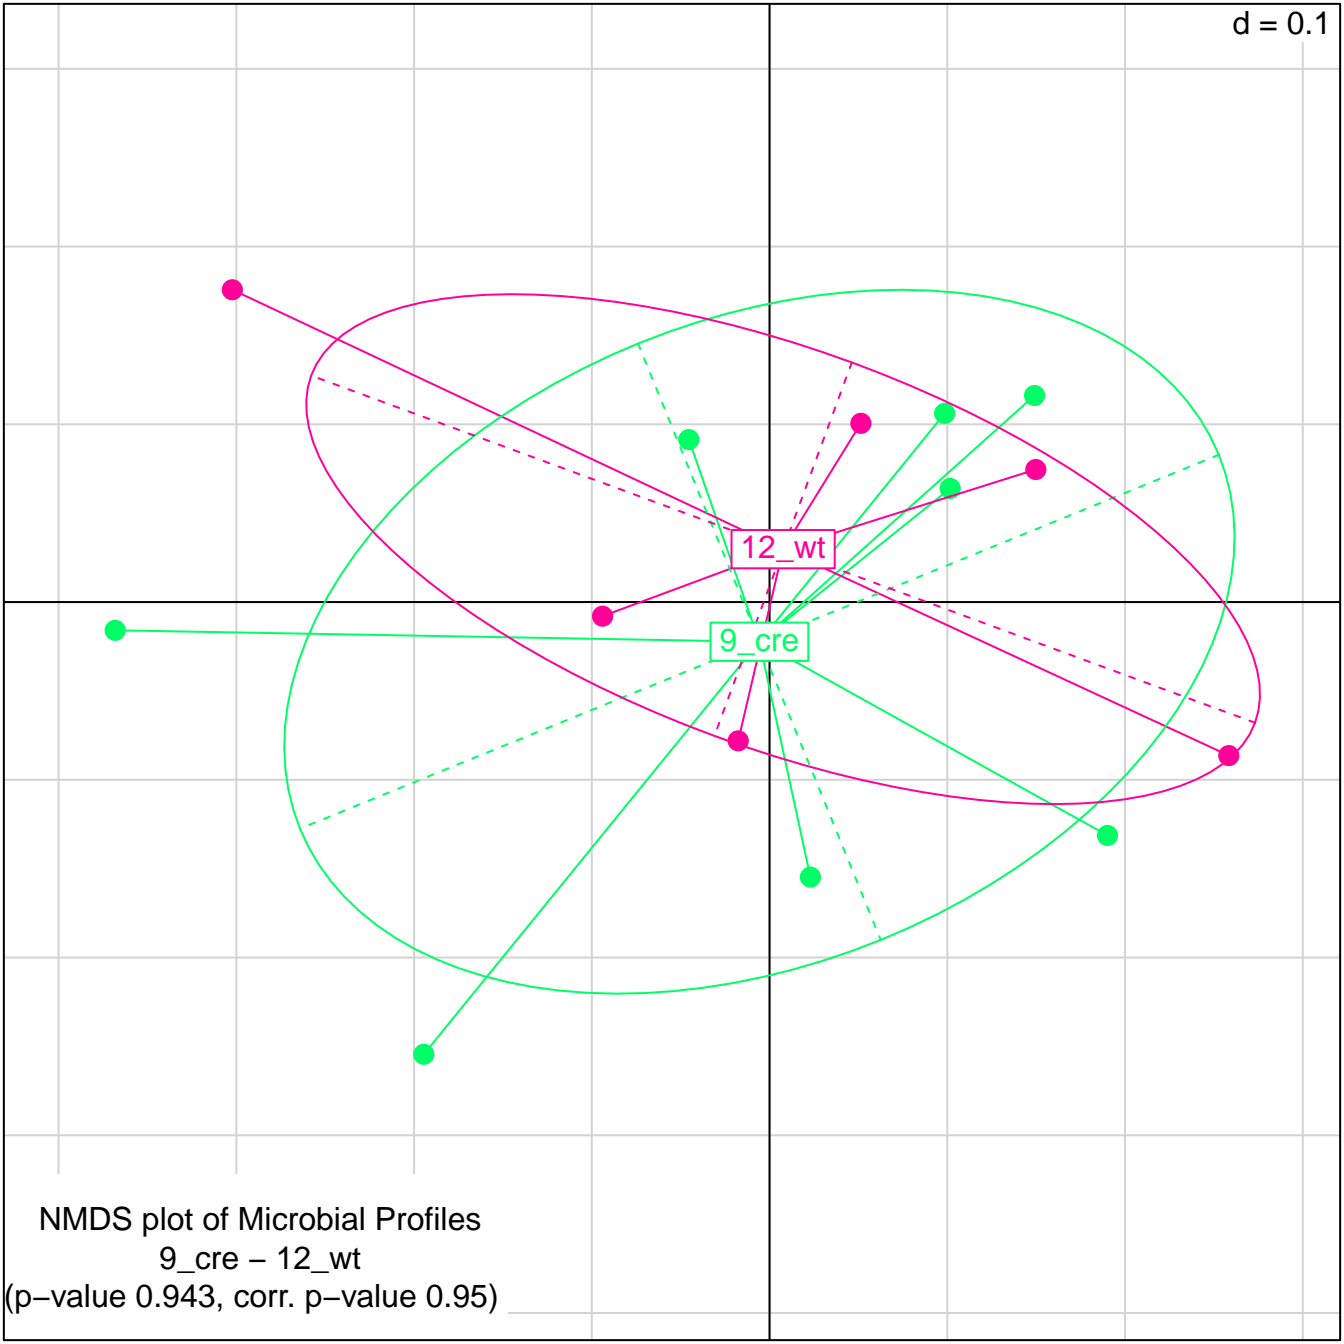 d = 0.1
12_wt
9_cre
NMDS plot of Microbial Profiles
9_cre − 12_wt
(p−value 0.943, corr. p−value 0.95)